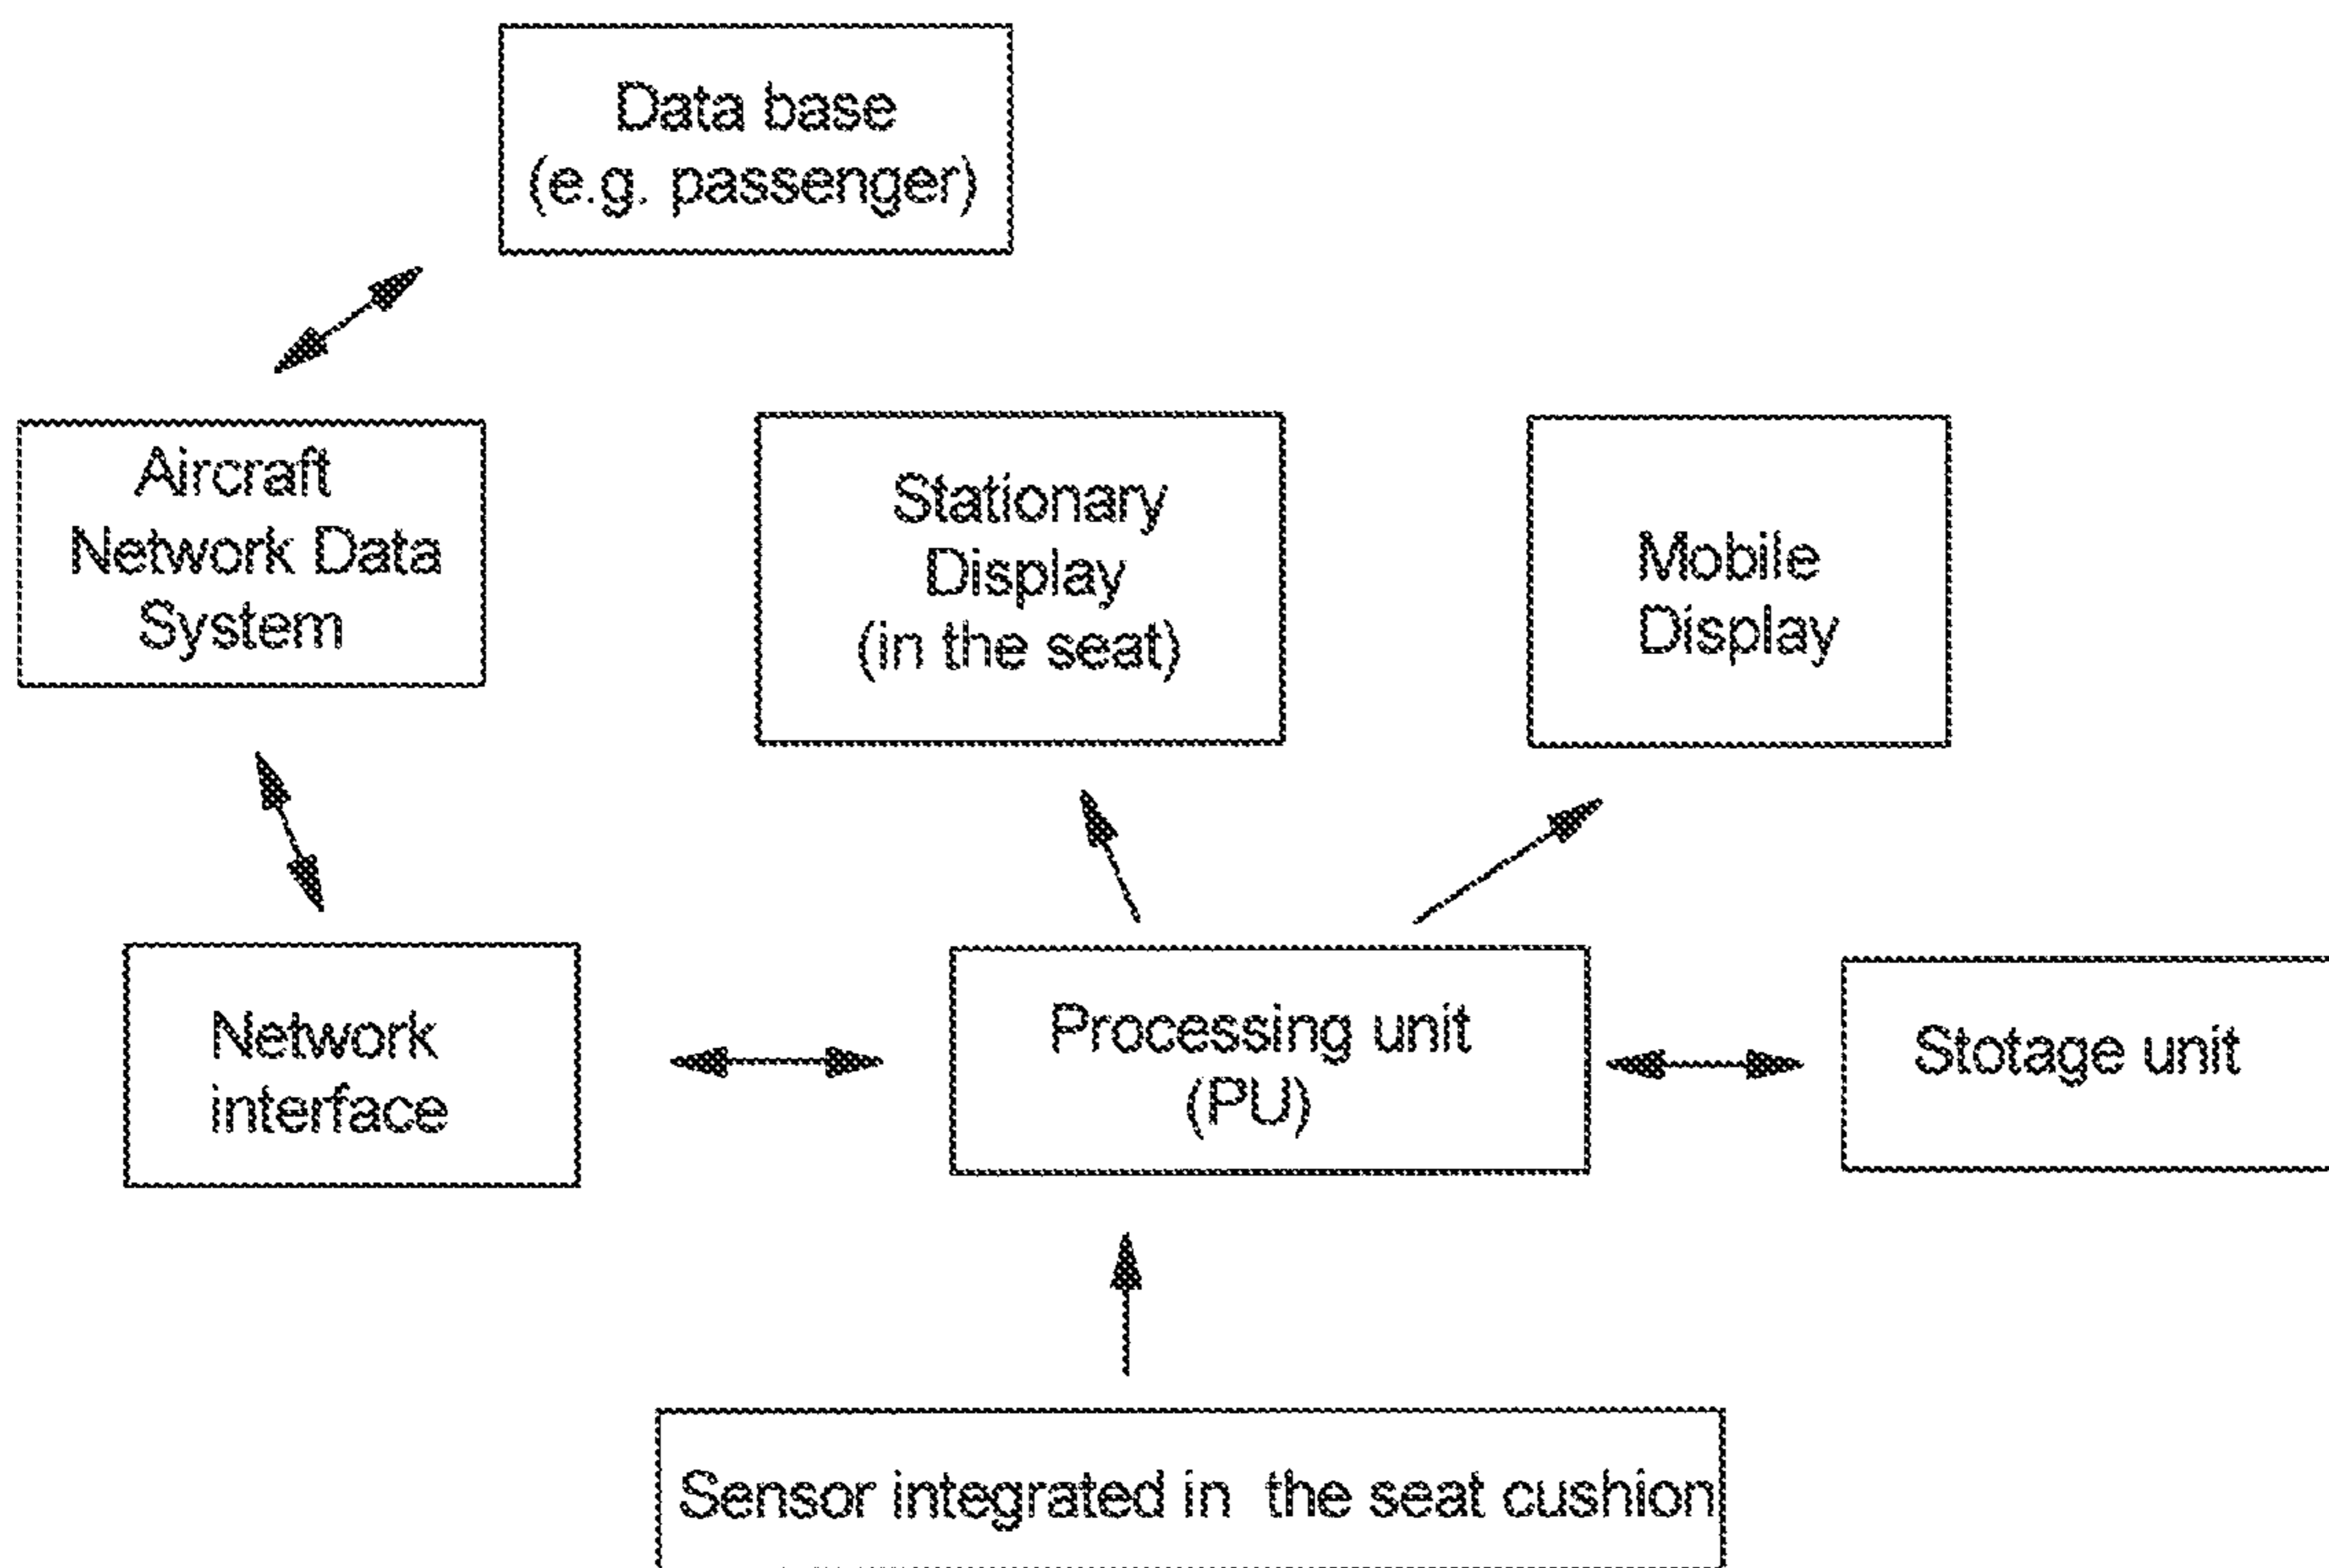 Data base
(e.g. passenger)
Aircraft
Network Data
System
Stationary
Display
(in the seat)
Mobile
Display
Network
interface
Processing unit
(PU)
Stotage unit
Sensor integrated in the seat cushion